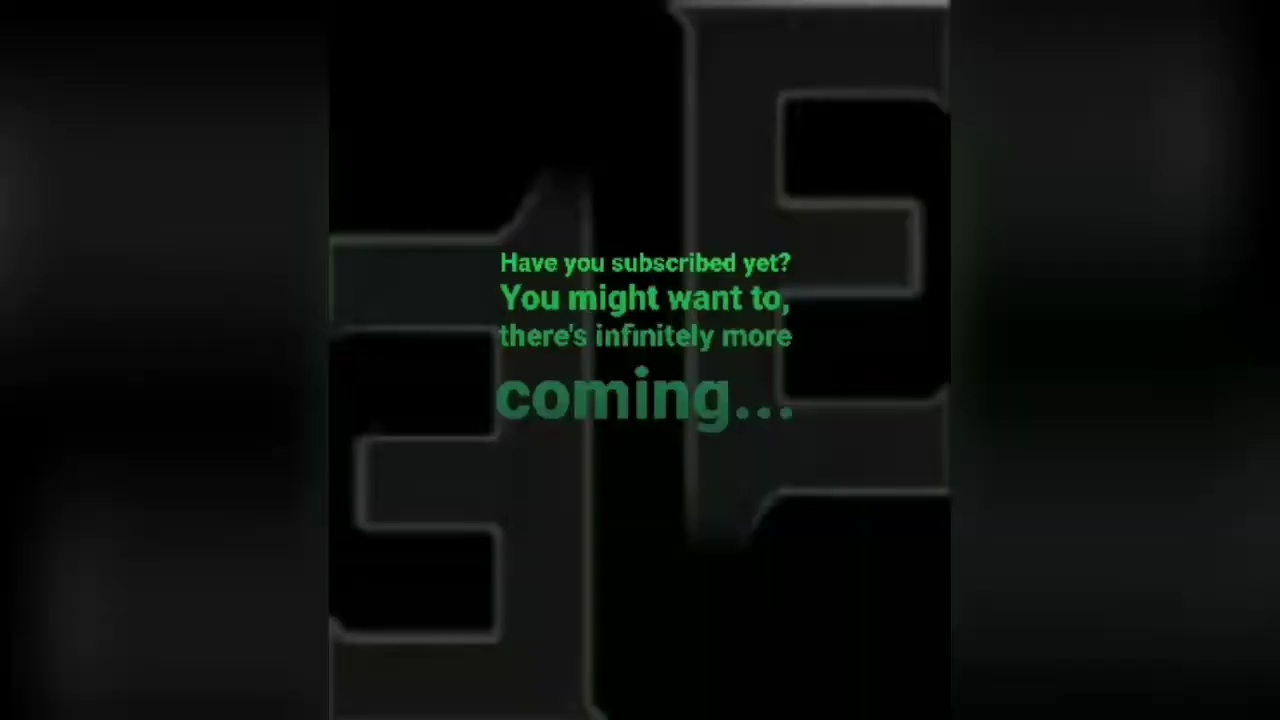 Have you subscribed yet?
You might want to,
there's infinitely more
coming...